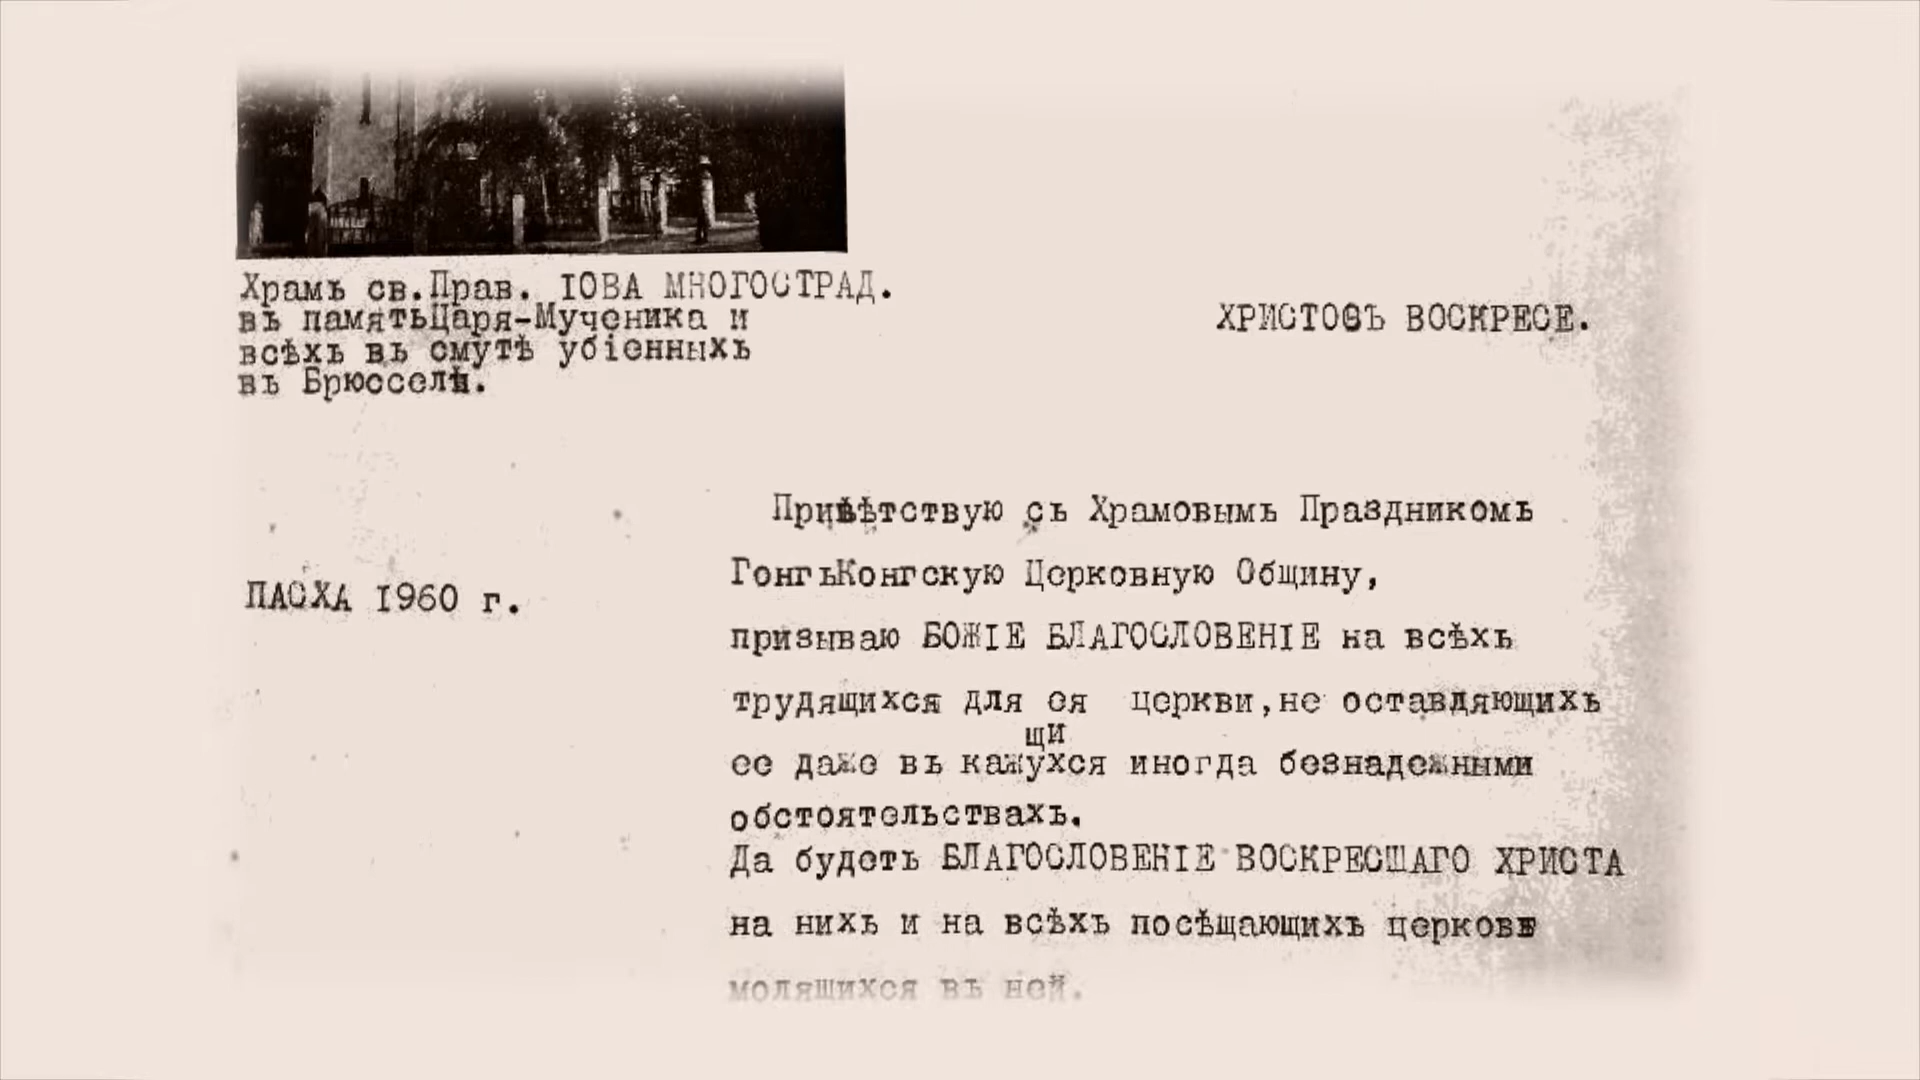 Храмъ св.Прав. IОВА МНОГОСТРАД.
въ памятьЦаря-Мученика и
всѣхъ въ смутѣ убіенныхъ
въ Брюсселѣ.
ХРИСТОСЪ ВОСКРЕСЕ.
ПАСХА 1960 г.
Привѣтствую съ Храмовымъ Праздникомъ
ГонгъКонгскую Церковную Общину,
призываю БОЖIЕ БЛАГОСЛОВЕНIЕ на всѣхъ
трудящихся для ея церкви,не оставляющихъ
щи
ее даже въ кажухся иногда безнадежными
обстоятельствахъ.
Да будетъ БЛАГОСЛОВЕНIЕ ВОСКРЕСШАГО ХРИСТА
на нихъ и на всѣхъ посѣщающихъ церковь
молящихся въ ней.